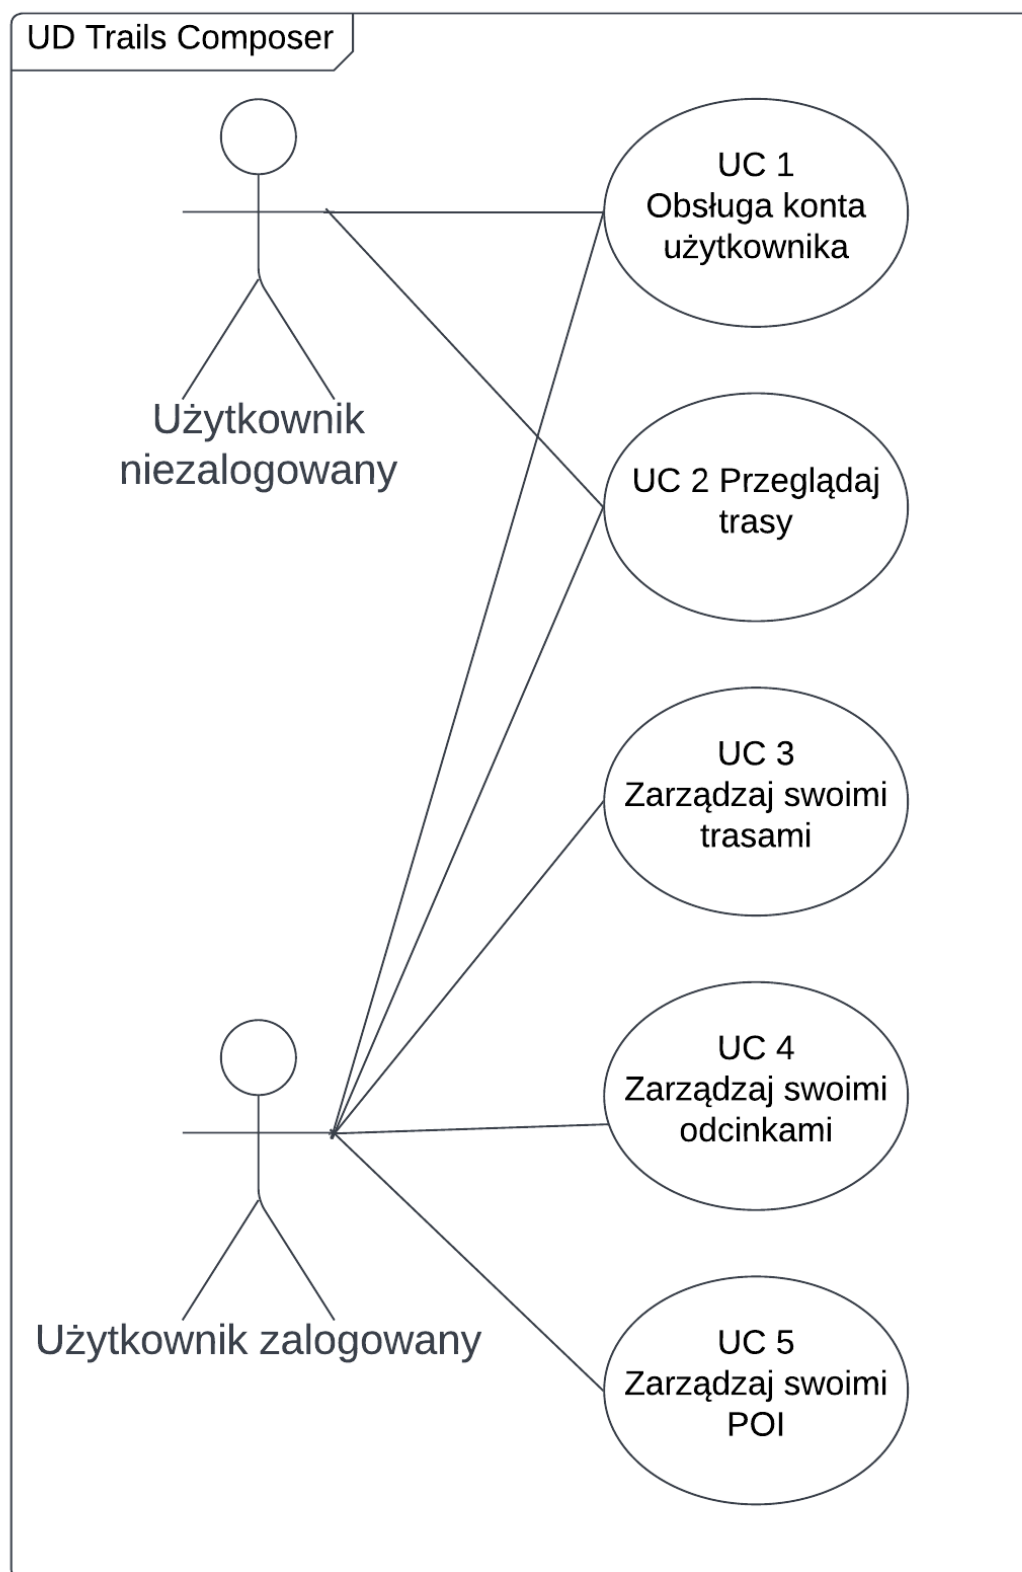 UD Trails Composer
UC 1
Obsługa konta
użytkownika
Użytkownik
niezalogowany
UC 2 Przeglądaj
trasy
UC 3
Zarządzaj swoimi
trasami
UC 4
Zarządzaj swoimi
odcinkami
Użytkownik zalogowany
UC 5
Zarządzaj swoimi
POI